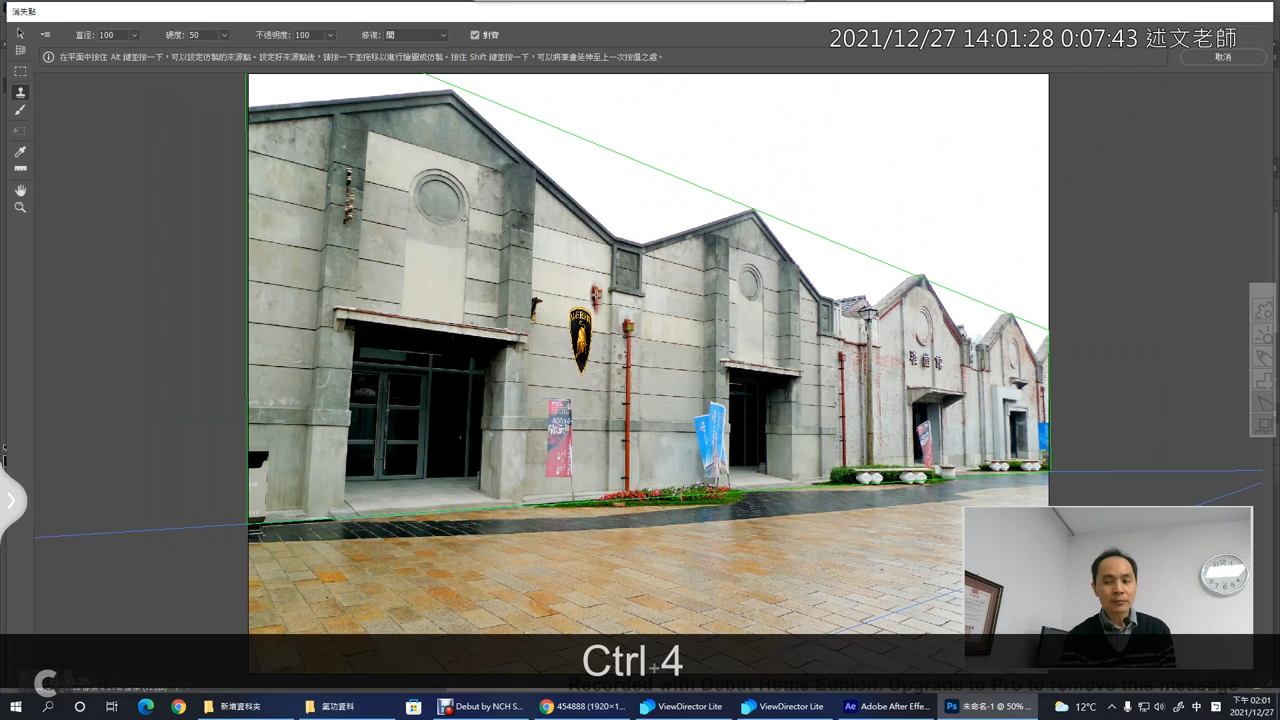 消失點
直徑: 100
硬度: 50
不透明度: 100
修復: 關
對齊
2021/12/27 14:01:28 0:07:43 述文老師
在平面中按住 Alt 鍵並按一下，可以設定仿製的來源點。設定好來源點後，請按一下並拖移以進行繪圖或仿製。按住 Shift 鍵並按一下，可以將筆畫延伸至上一次按選之處。
取消
Ctrl+4
Recorded with Debut Home Edition. Upgrade to Pro to remove this message
新增資料夾
氣功資料
Debut by NCH S...
454888 (1920×1...
ViewDirector Lite
ViewDirector Lite
Adobe After Effe...
未命名-1 @ 50% ...
12°C
中
下午 02:01
2021/12/27